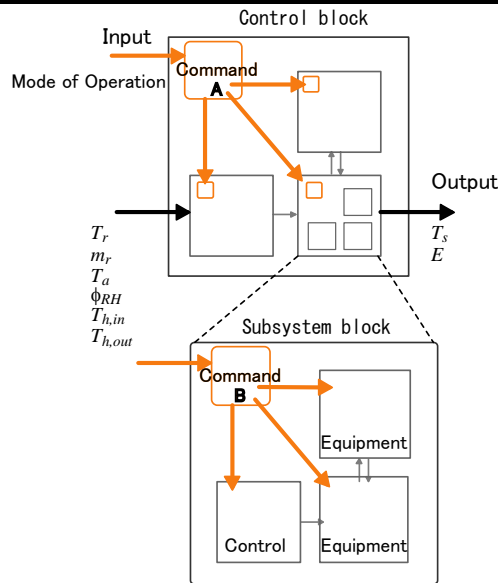 Control block
Input
Mode of Operation
Command
A
Output
T_r
m_r
T_a
ϕ_RH
T_h,in
T_h,out
T_s
E
Subsystem block
Command
B
Equipment
Control
Equipment